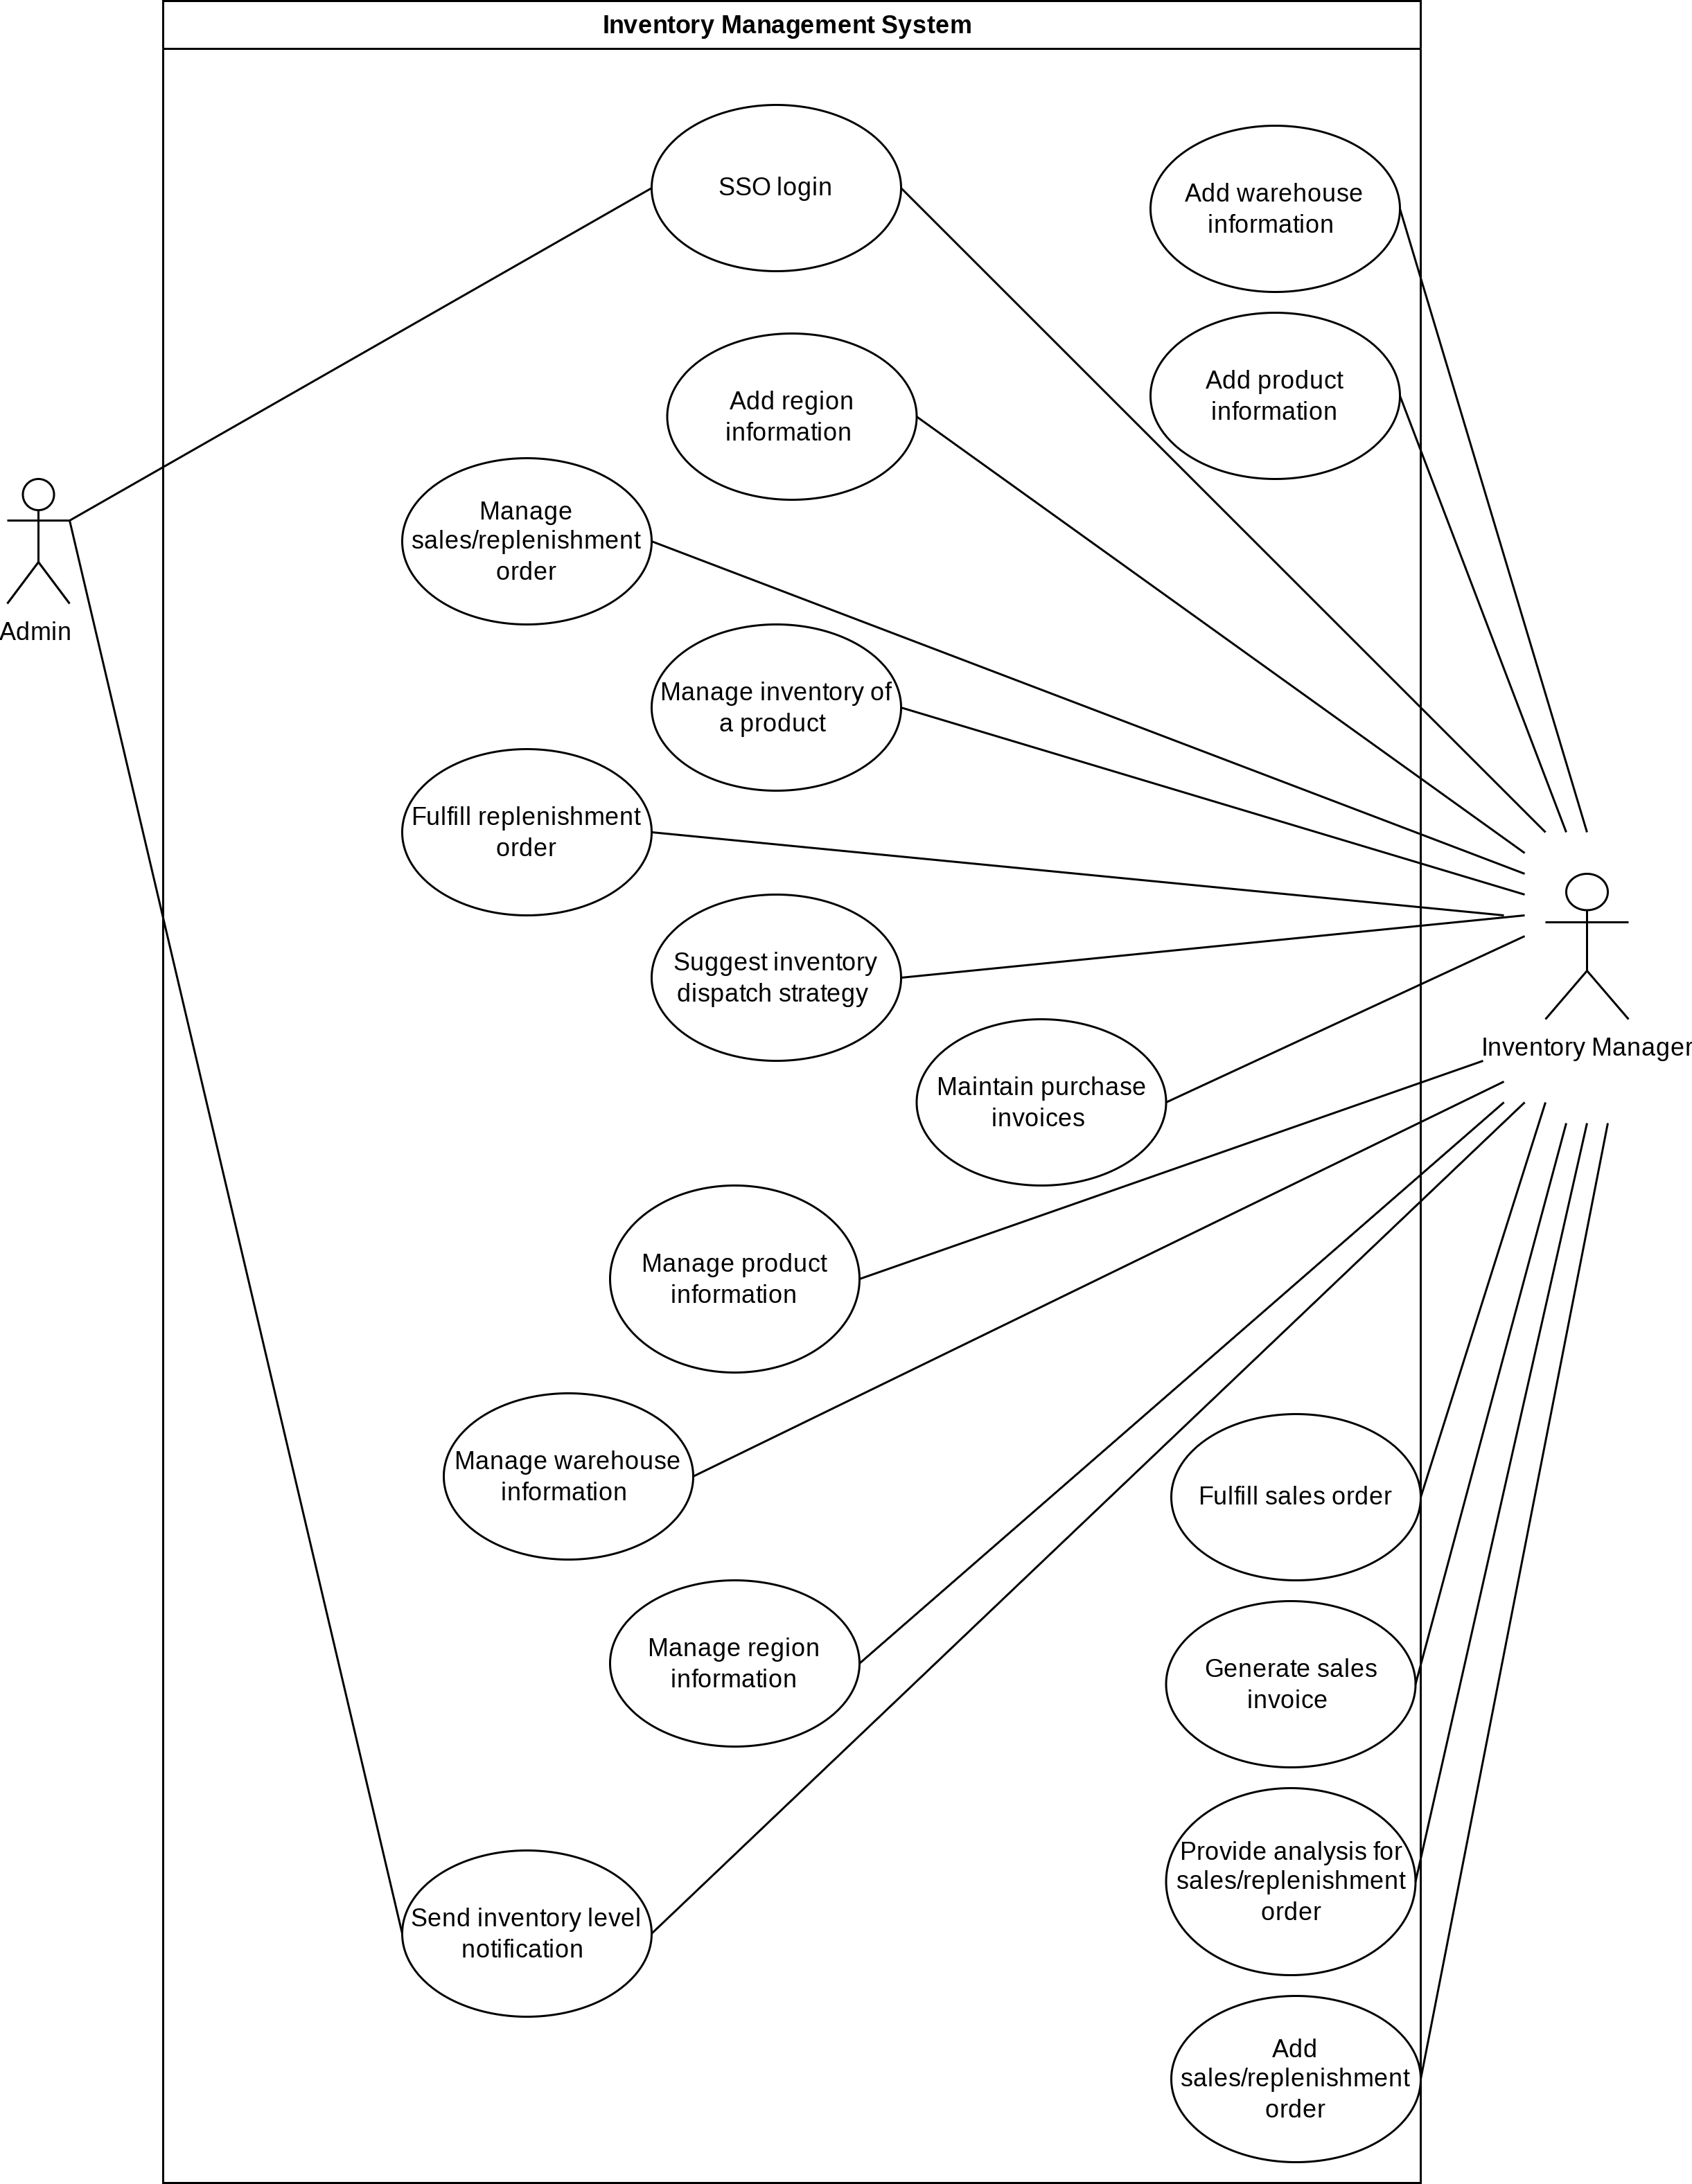 Inventory Management System
SSO login
Add warehouse
information
Add product
information
Add region
information
Manage
sales/replenishment
order
Admin
Manage inventory of
a product
Fulfill replenishment
order
Suggest inventory
dispatch strategy
Inventory Manager
Maintain purchase
invoices
Manage product
information
Manage warehouse
information
Fulfill sales order
Manage region
information
Generate sales
invoice
Provide analysis for
sales/replenishment
order
Send inventory level
notification
Add
sales/replenishment
order